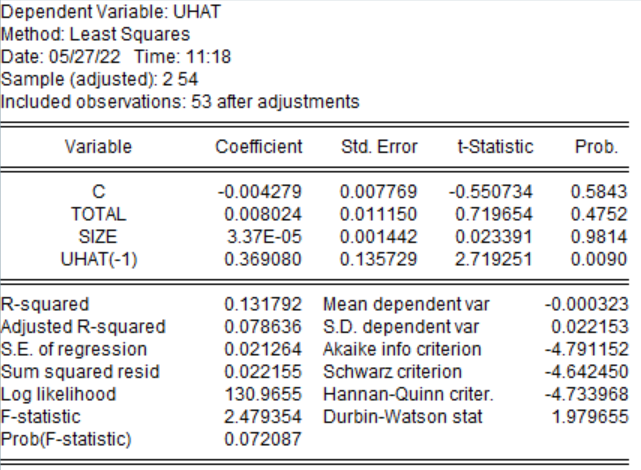 Dependent Variable: UHAT
Method: Least Squares
Date: 05/27/22 Time: 11:18
Sample (adjusted): 2 54
Included observations: 53 after adjustments
Variable Coefficient Std. Error t-Statistic Prob.
C -0.004279 0.007769 -0.550734 0.5843
TOTAL 0.008024 0.011150 0.719654 0.4752
SIZE 3.37E-05 0.001442 0.023391 0.9814
UHAT(-1) 0.369080 0.135729 2.719251 0.0090
R-squared 0.131792 Mean dependent var -0.000323
Adjusted R-squared 0.078636 S.D. dependent var 0.022153
S.E. of regression 0.021264 Akaike info criterion -4.791152
Sum squared resid 0.022155 Schwarz criterion -4.642450
Log likelihood 130.9655 Hannan-Quinn criter. -4.733968
F-statistic 2.479354 Durbin-Watson stat 1.979655
Prob(F-statistic) 0.072087